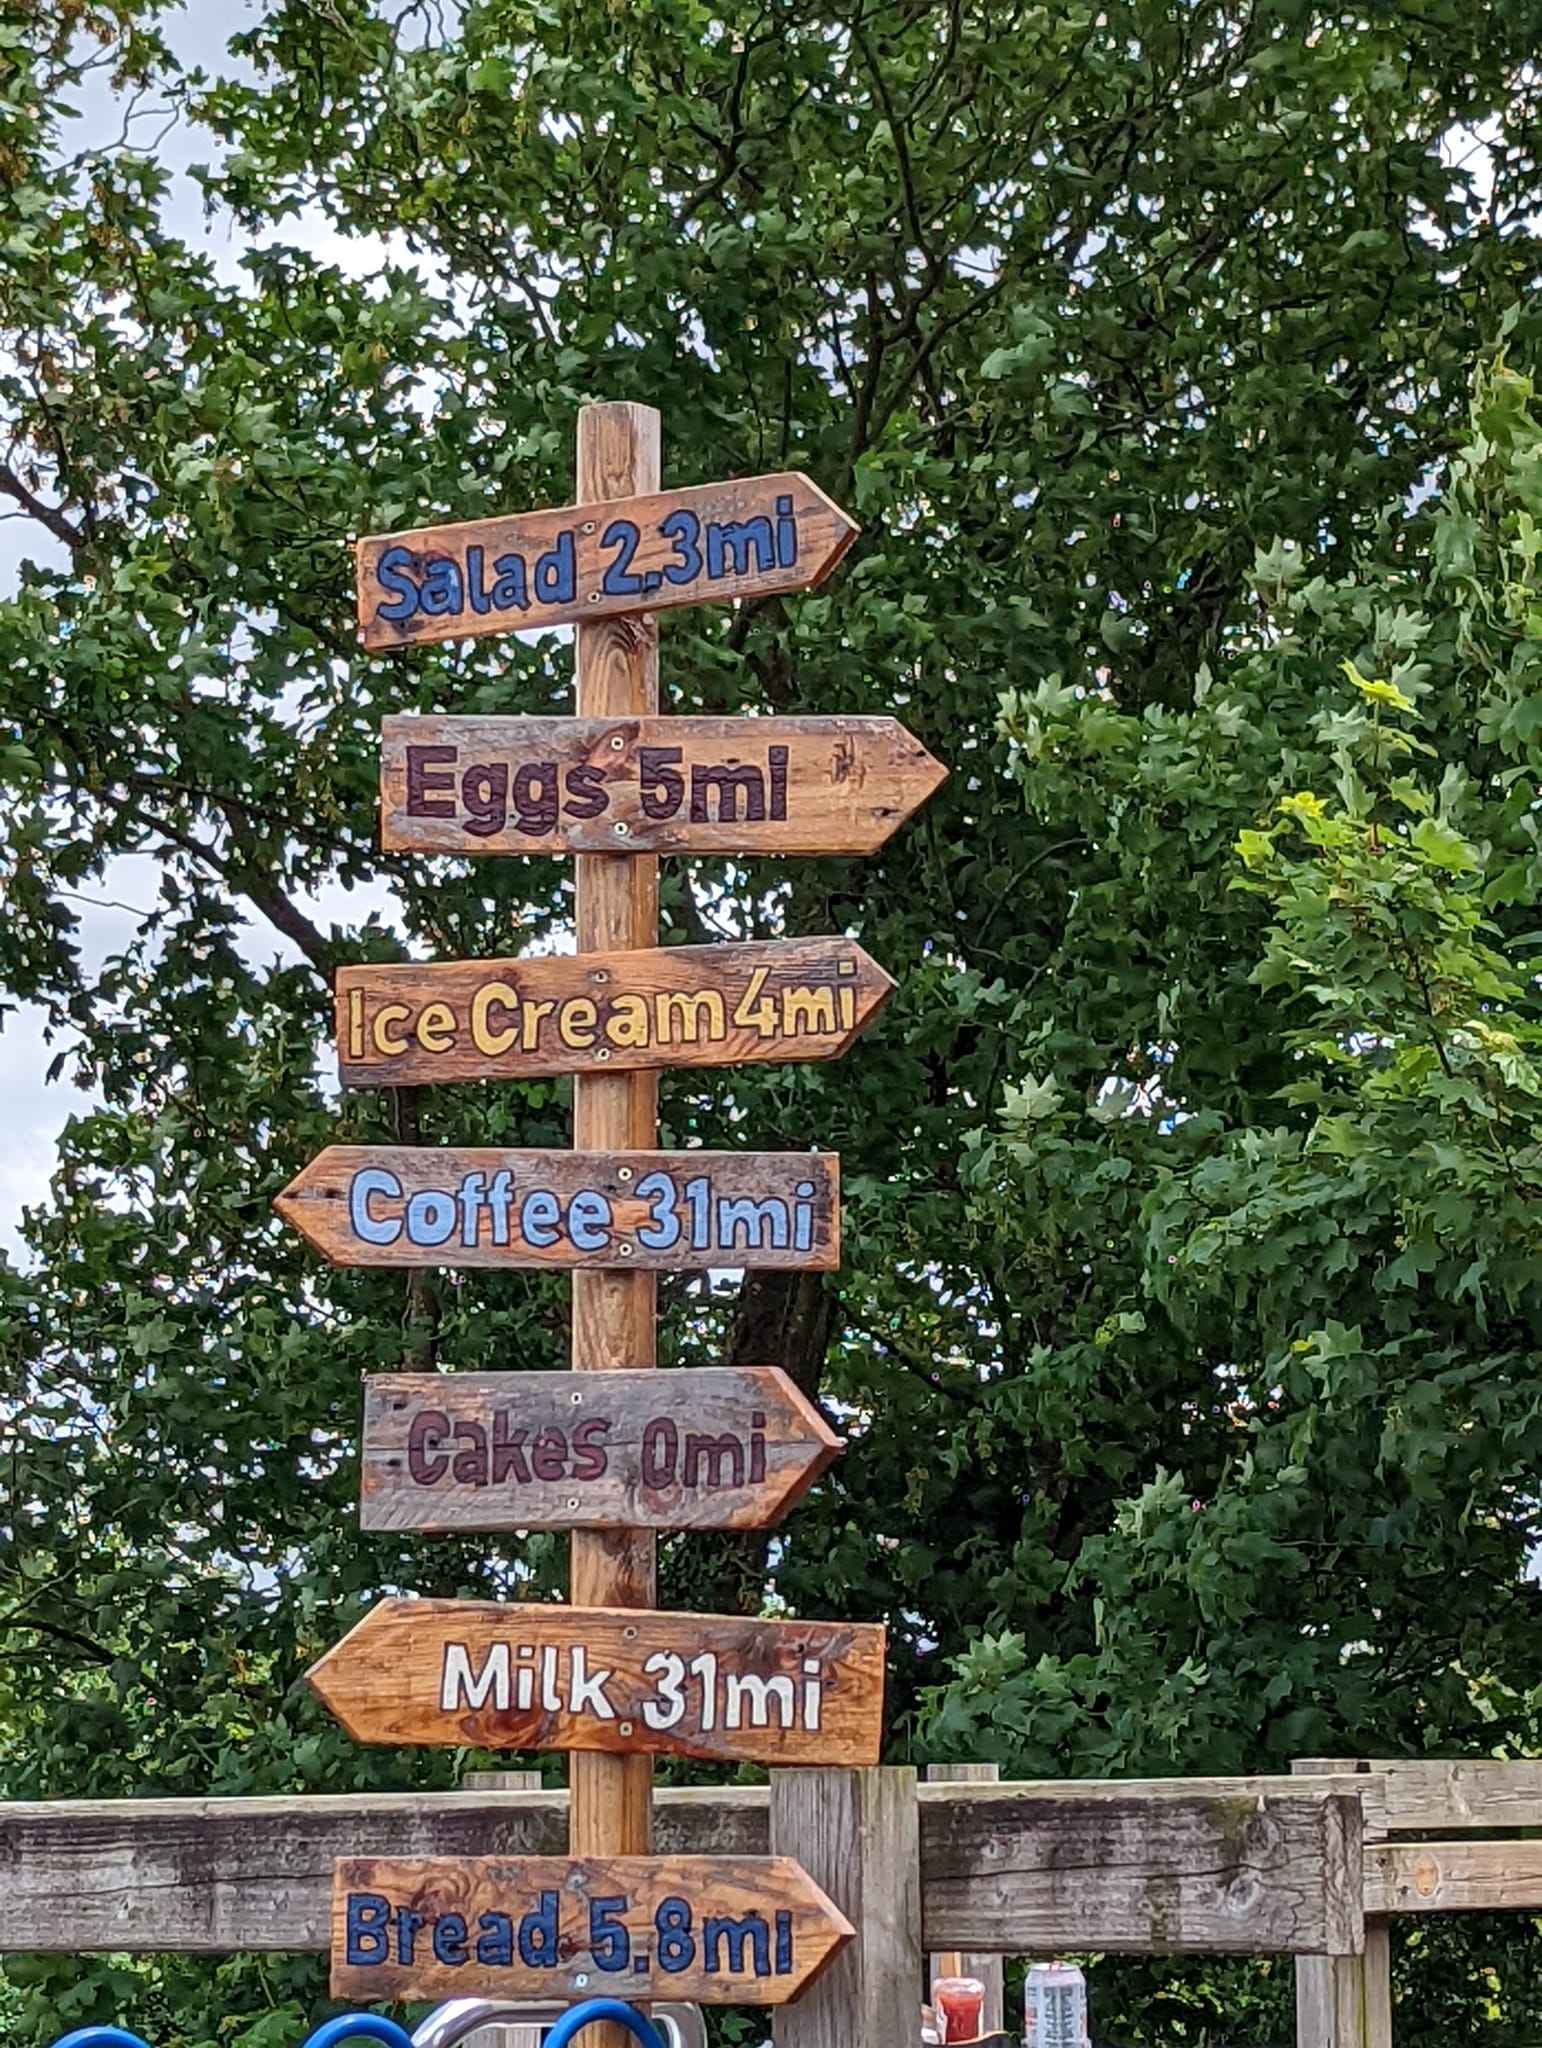 Salad 2.3mi
Eggs 5mi
Ice Cream 4mi
Coffee 31mi
Cakes 0mi
Milk 31mi
Bread 5.8mi